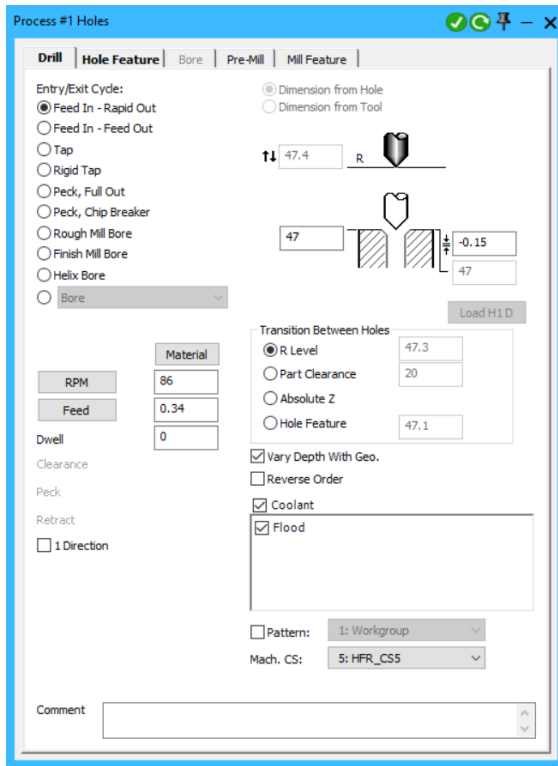 Process #1 Holes
Drill Hole Feature Bore Pre-Mill Mill Feature
Entry/Exit Cycle:
Feed In - Rapid Out
Feed In - Feed Out
Tap
Rigid Tap
Peck, Full Out
Peck, Chip Breaker
Rough Mill Bore
Finish Mill Bore
Helix Bore
Bore
Dimension from Hole
Dimension from Tool
47.4 R
47 -0.15
47
Load H1 D
Material
RPM 86
Feed 0.34
Dwell 0
Clearance
Peck
Retract
1 Direction
Transition Between Holes
R Level 47.3
Part Clearance 20
Absolute Z
Hole Feature 47.1
Vary Depth With Geo.
Reverse Order
Coolant
Flood
Pattern: 1: Workgroup
Mach. CS: 5: HFR_CS5
Comment